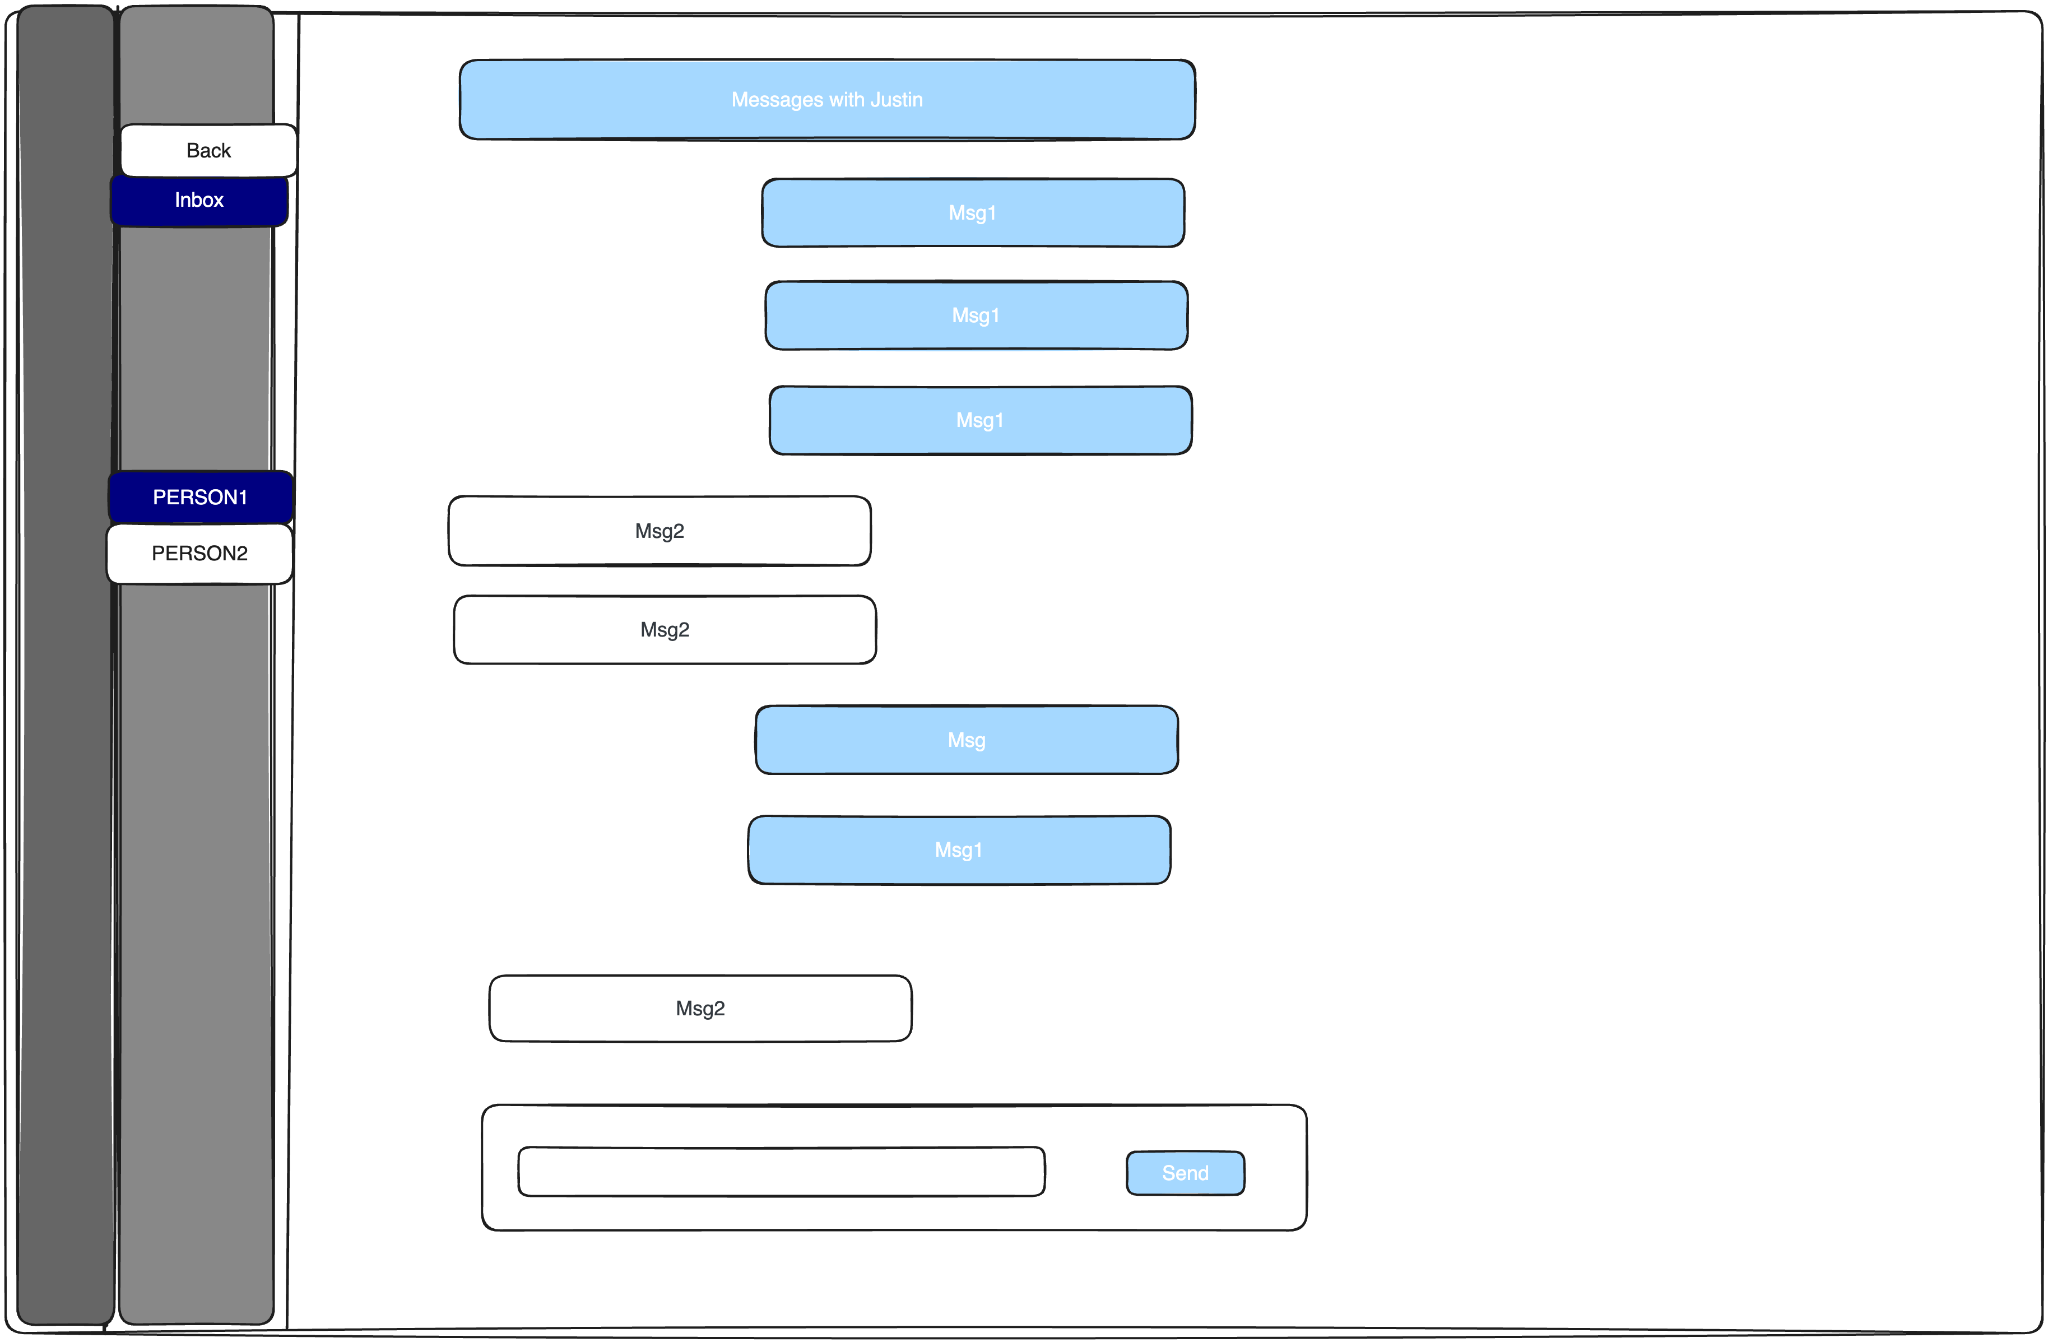 Messages with Justin
Back
Inbox
Msg1
Msg1
Msg1
PERSON1
PERSON2
Msg2
Msg2
Msg
Msg1
Msg2
Send